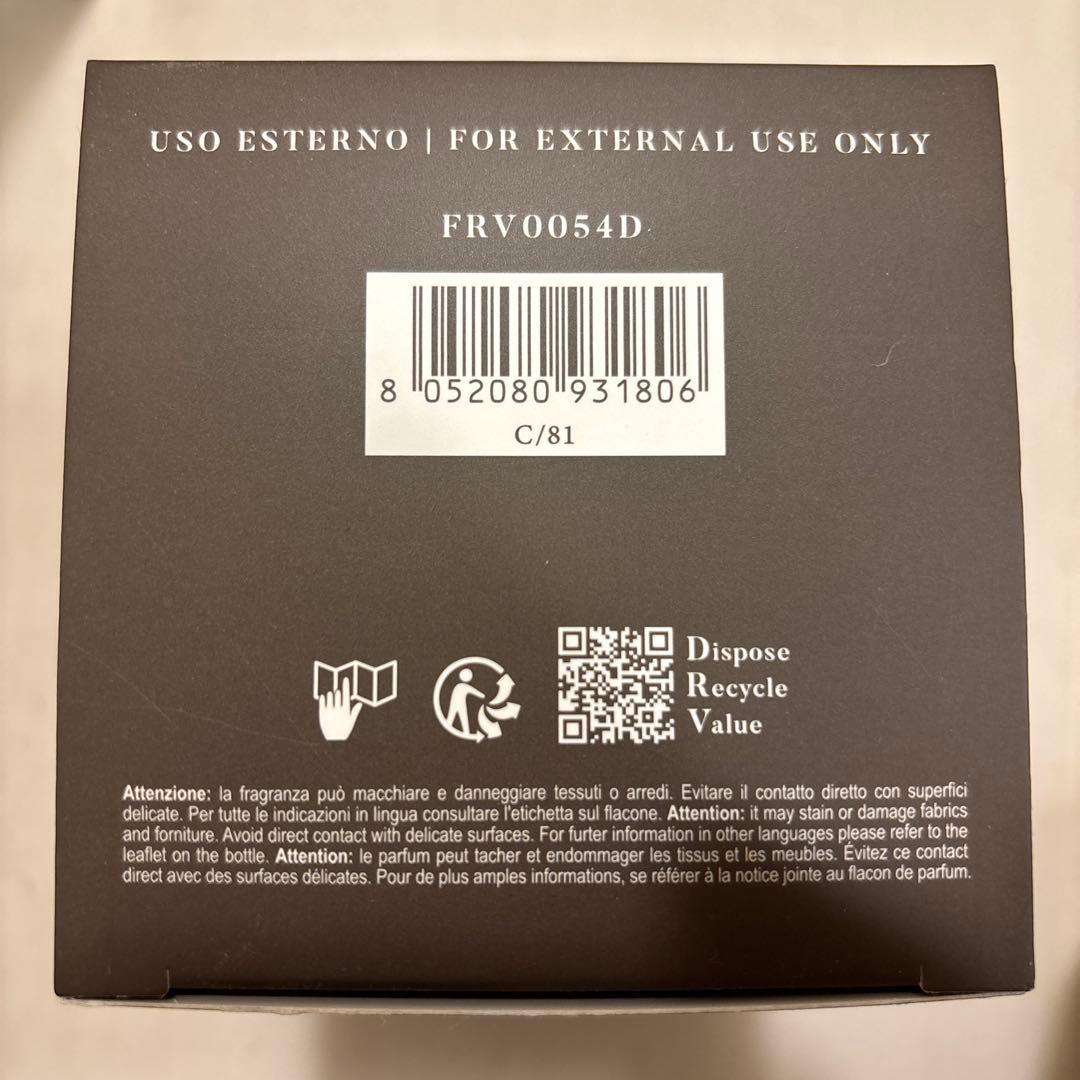 USO ESTERNO | FOR EXTERNAL USE ONLY
FRV0054D
8 052080 931806
C/81
Dispose
Recycle
Value
Attenzione: la fragranza può macchiare e danneggiare tessuti o arredi. Evitare il contatto diretto con superfici
delicate. Per tutte le indicazioni in lingua consultare l'etichetta sul flacone. Attention: it may stain or damage fabrics
and forniture. Avoid direct contact with delicate surfaces. For furter information in other languages please refer to the
leaflet on the bottle. Attention: le parfum peut tacher et endommager les tissus et les meubles. Évitez ce contact
direct avec des surfaces délicates. Pour de plus amples informations, se référer à la notice jointe au flacon de parfum.